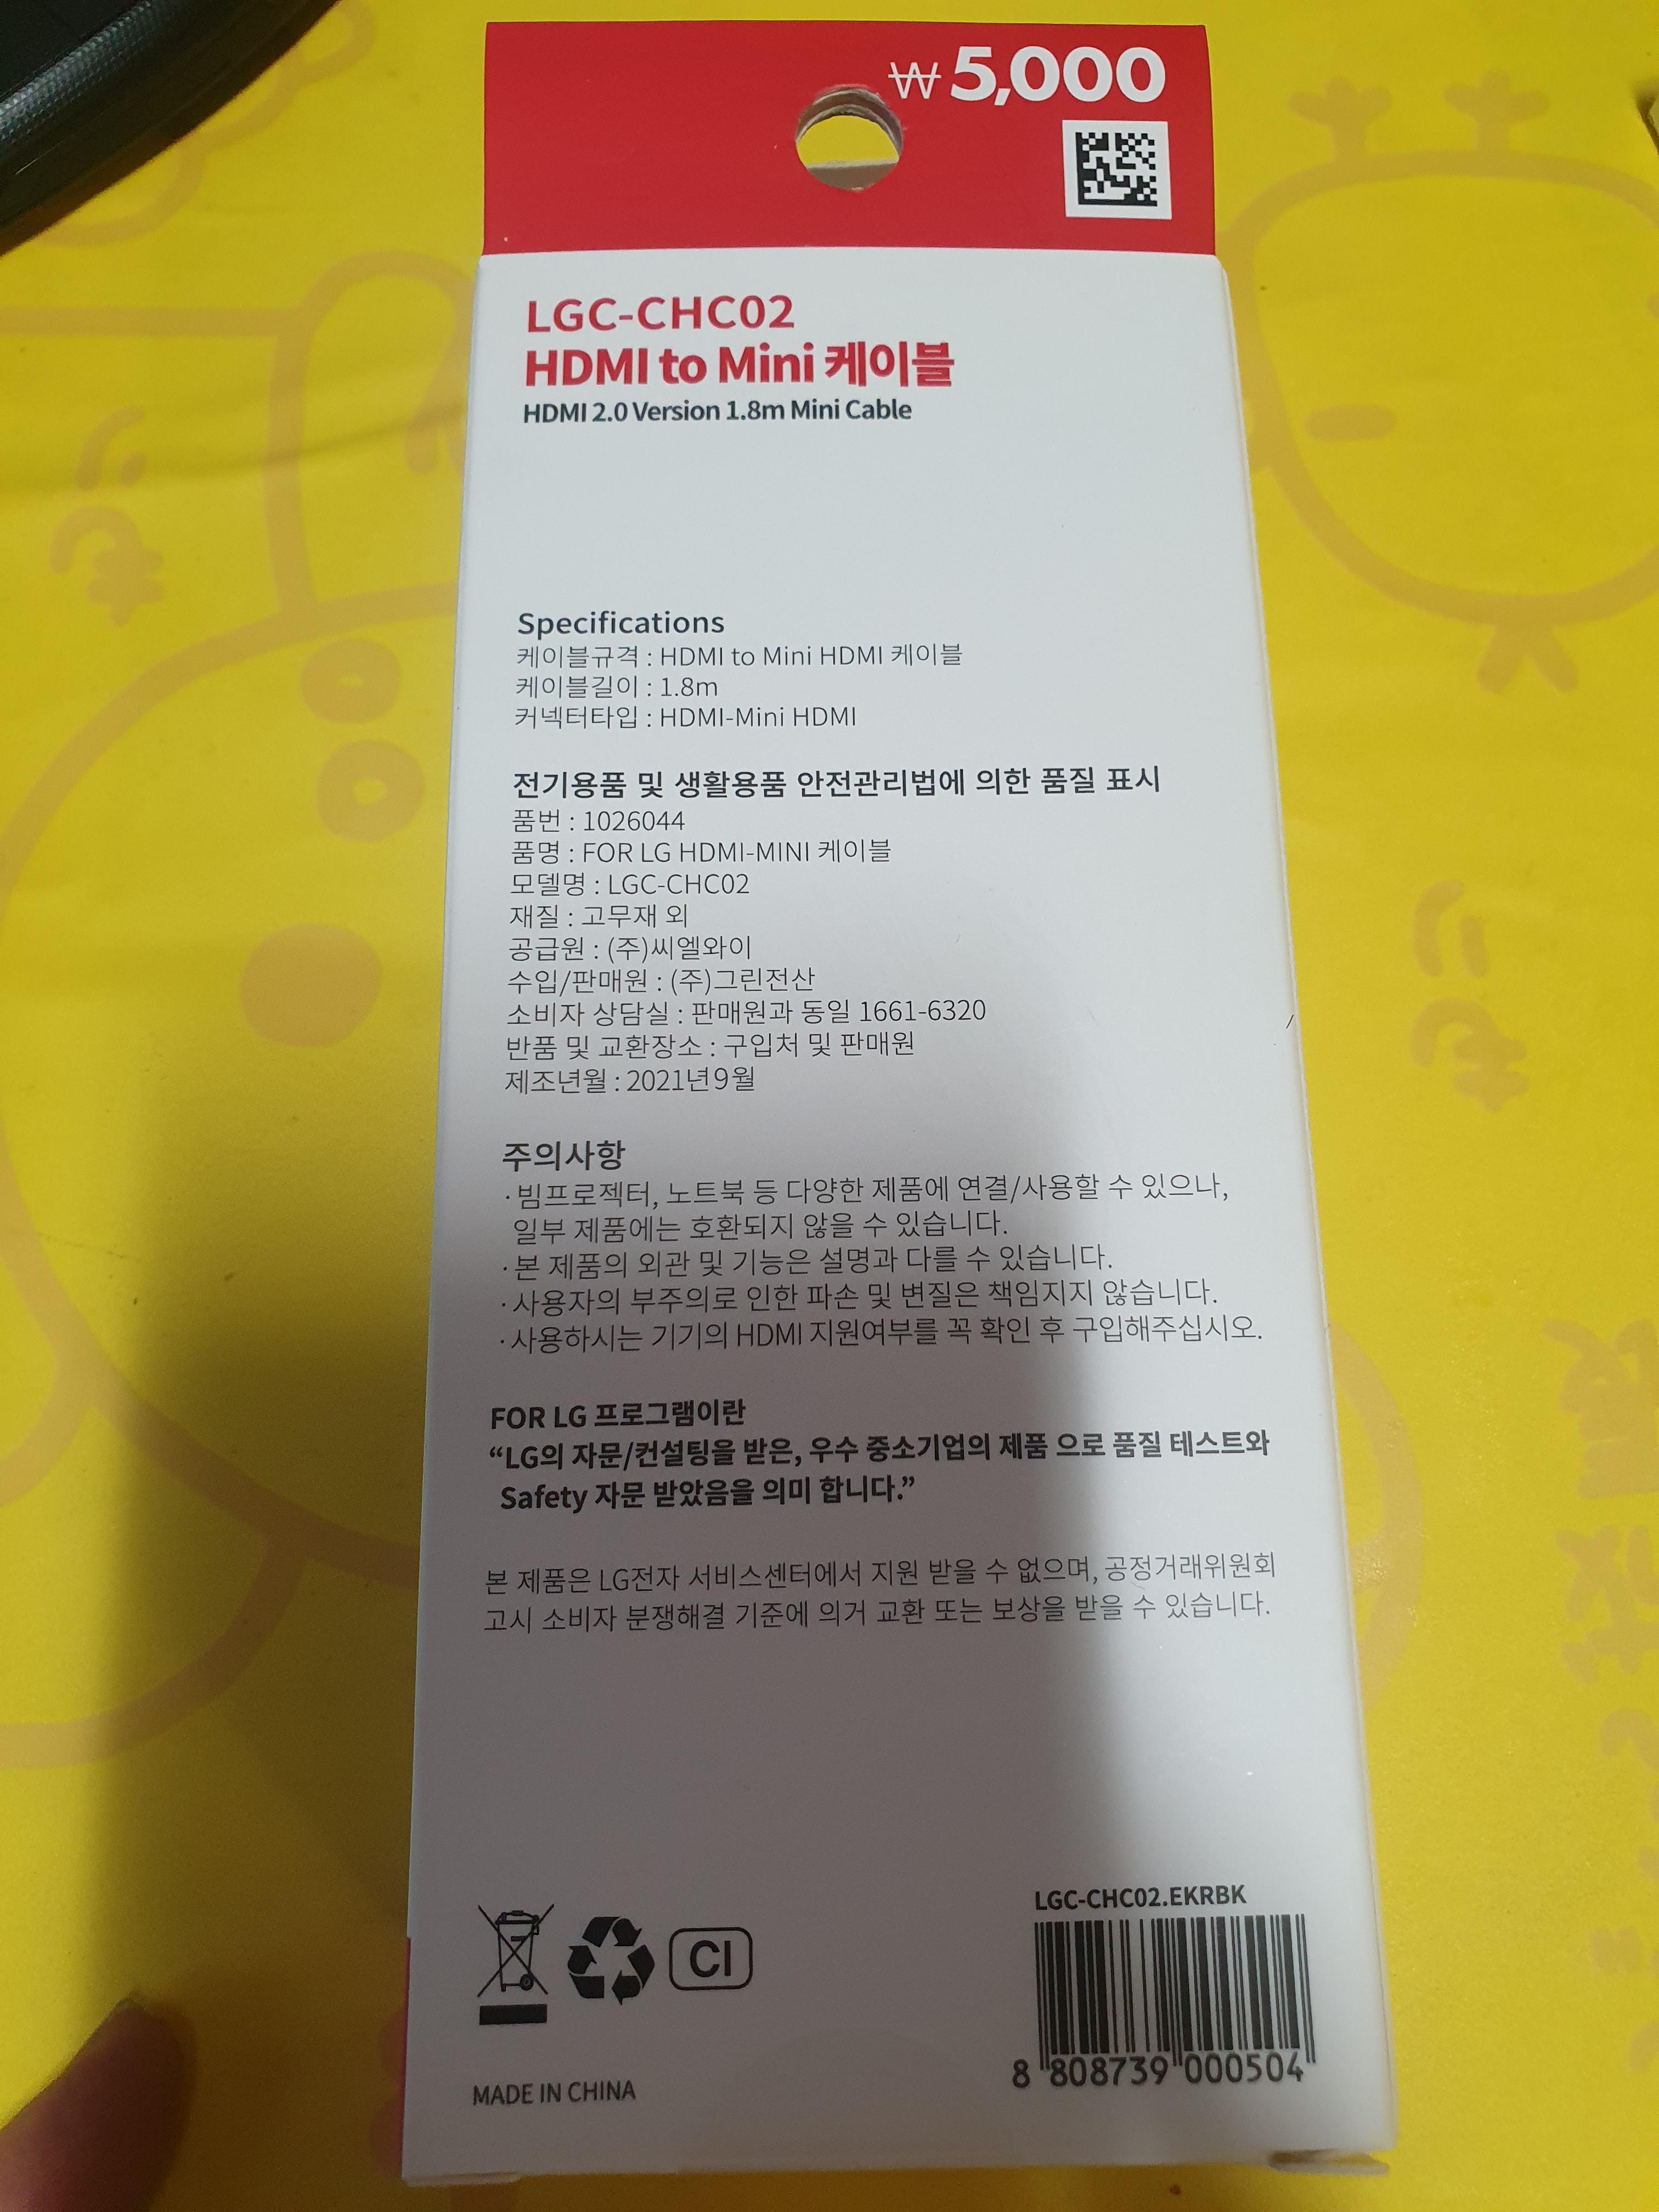 ₩5,000
LGC-CHC02
HDMI to Mini 케이블
HDMI 2.0 Version 1.8m Mini Cable
Specifications
케이블규격 : HDMI to Mini HDMI 케이블
케이블길이 : 1.8m
커넥터타입 : HDMI-Mini HDMI
전기용품 및 생활용품 안전관리법에 의한 품질 표시
품번 : 1026044
품명 : FOR LG HDMI-MINI 케이블
모델명 : LGC-CHC02
재질 : 고무재 외
공급원 : (주)씨엘와이
수입/판매원 : (주)그린전산
소비자 상담실 : 판매원과 동일 1661-6320
반품 및 교환장소 : 구입처 및 판매원
제조년월 : 2021년9월
주의사항
· 빔프로젝터, 노트북 등 다양한 제품에 연결/사용할 수 있으나,
일부 제품에는 호환되지 않을 수 있습니다.
· 본 제품의 외관 및 기능은 설명과 다를 수 있습니다.
· 사용자의 부주의로 인한 파손 및 변질은 책임지지 않습니다.
· 사용하시는 기기의 HDMI 지원여부를 꼭 확인 후 구입해주십시오.
FOR LG 프로그램이란
“LG의 자문/컨설팅을 받은, 우수 중소기업의 제품 으로 품질 테스트와
Safety 자문 받았음을 의미 합니다.”
본 제품은 LG전자 서비스센터에서 지원 받을 수 없으며, 공정거래위원회
고시 소비자 분쟁해결 기준에 의거 교환 또는 보상을 받을 수 있습니다.
CI
LGC-CHC02.EKRBK
8 808739 000504
MADE IN CHINA